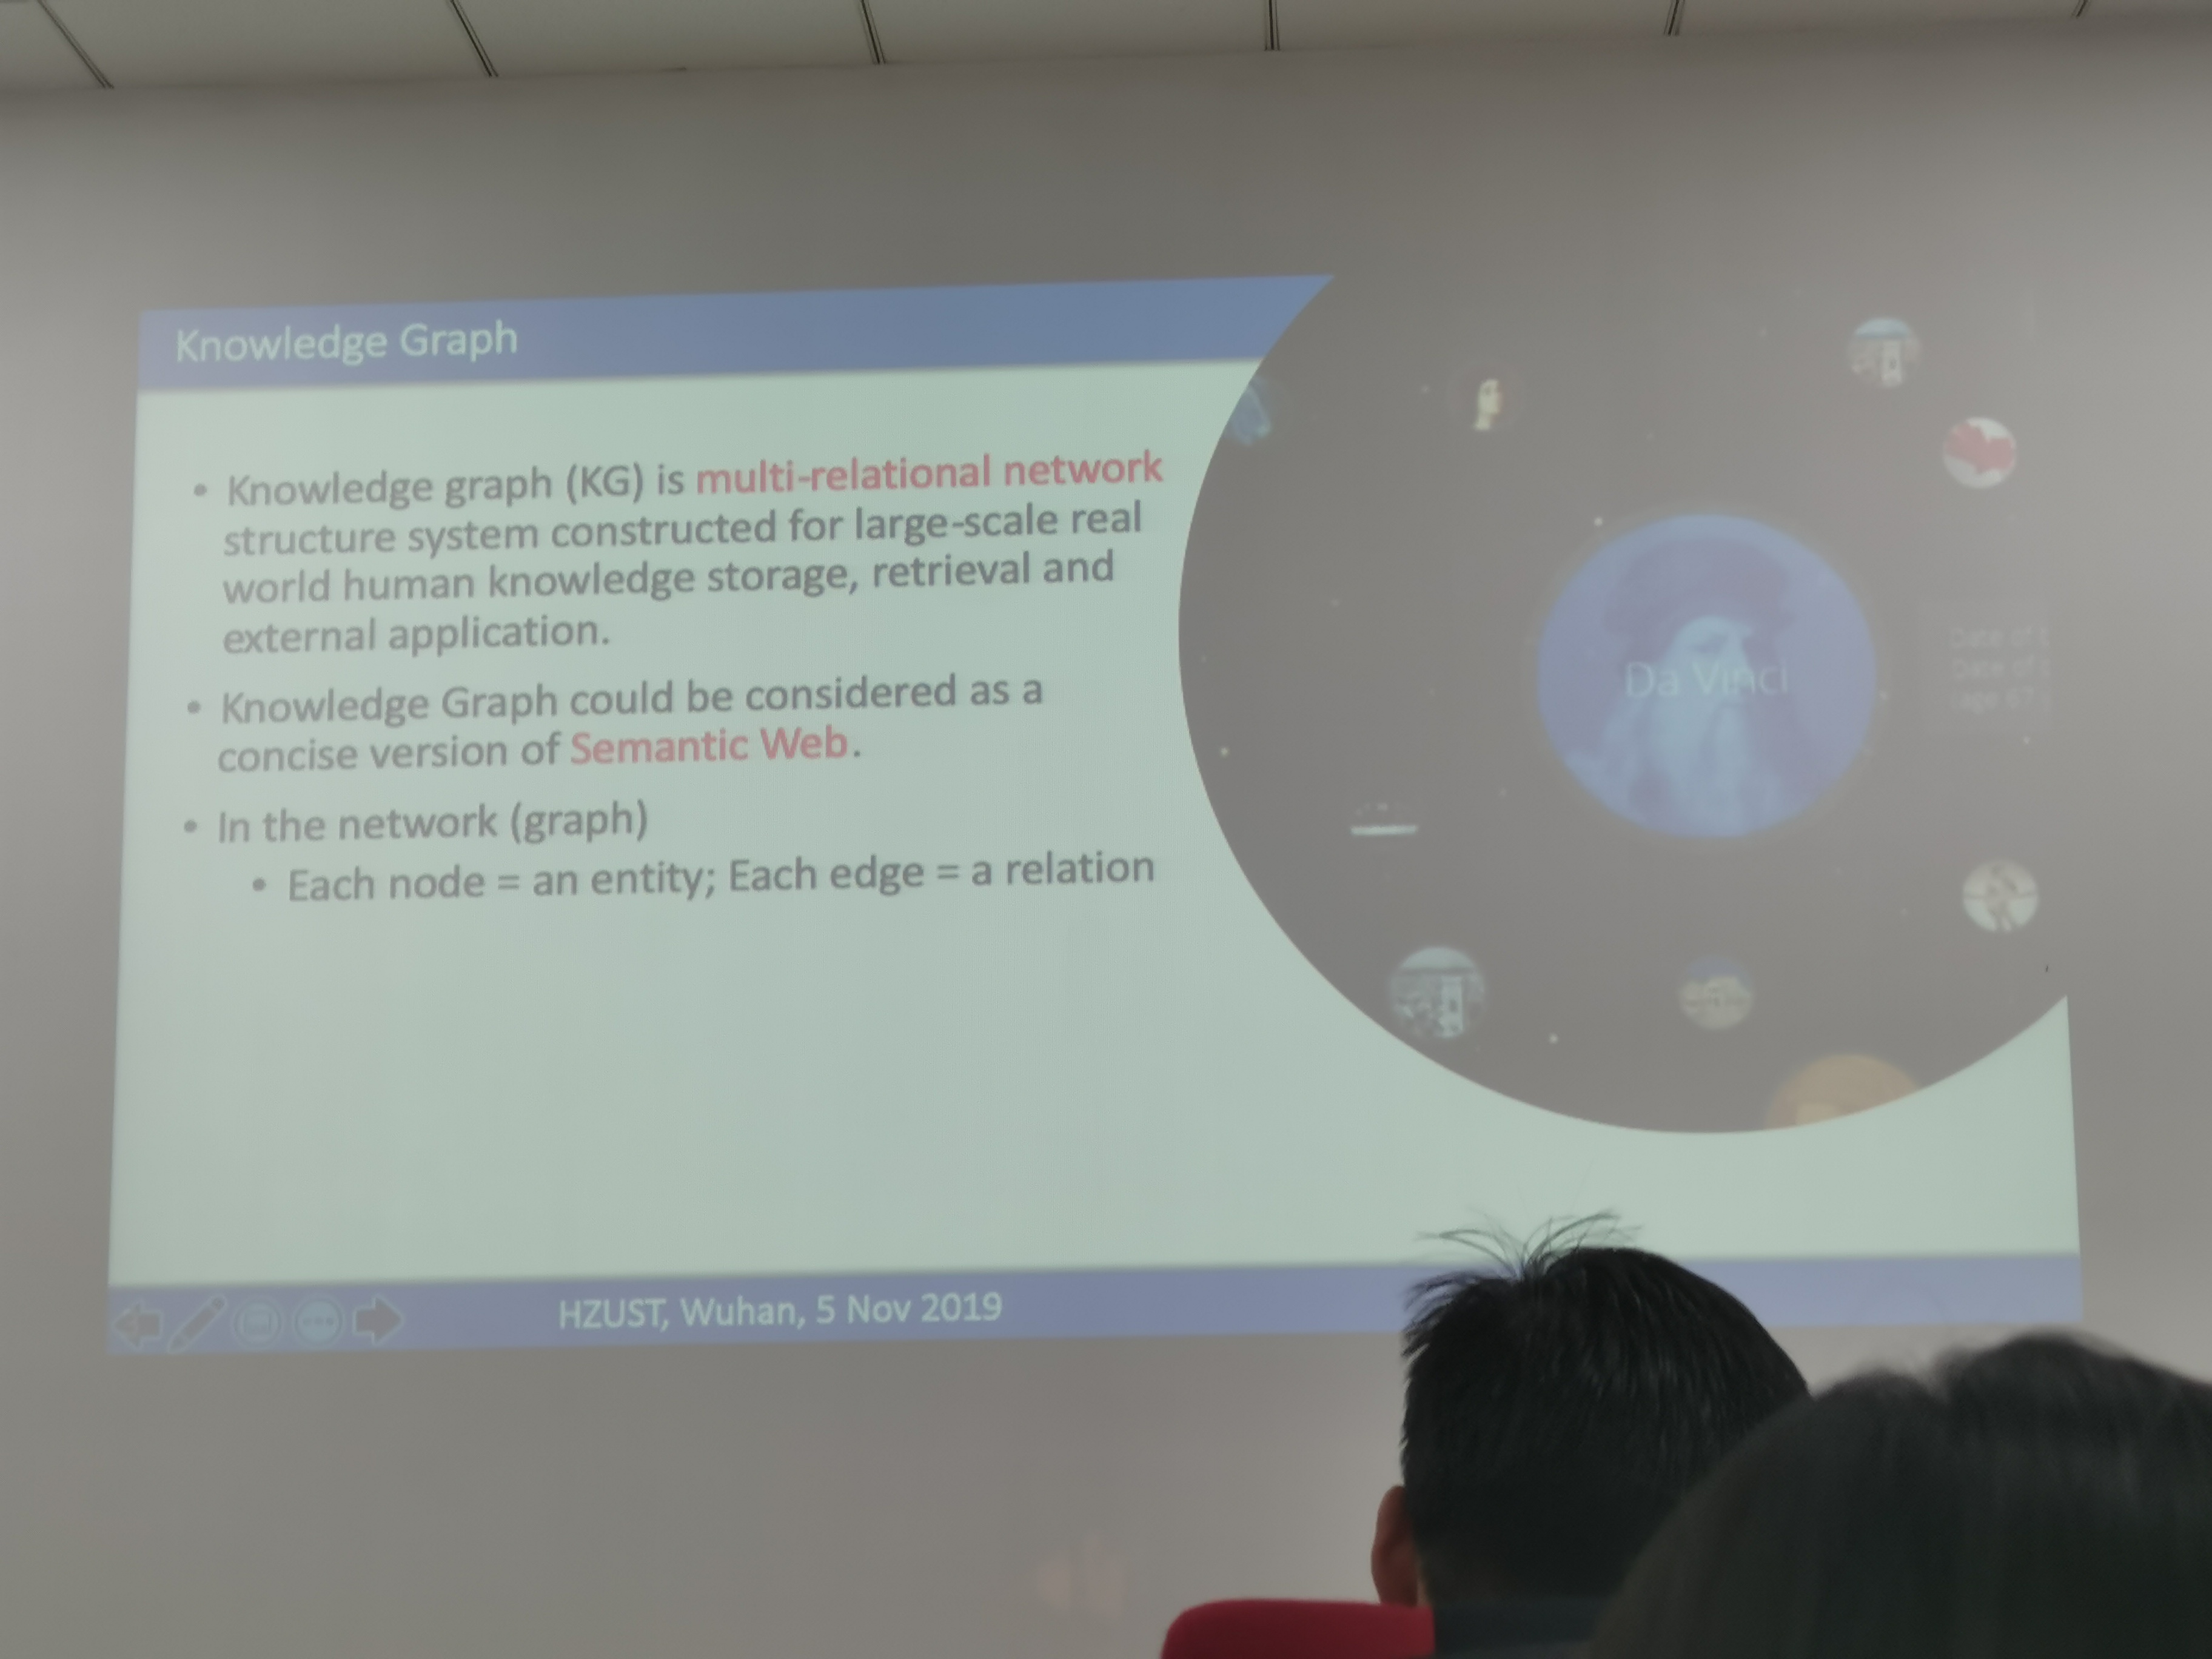 Knowledge Graph
• Knowledge graph (KG) is multi-relational network
structure system constructed for large-scale real
world human knowledge storage, retrieval and
external application.
• Knowledge Graph could be considered as a
concise version of Semantic Web.
• In the network (graph)
• Each node = an entity; Each edge = a relation
Da Vinci
Date of
Date of
HZUST, Wuhan, 5 Nov 2019